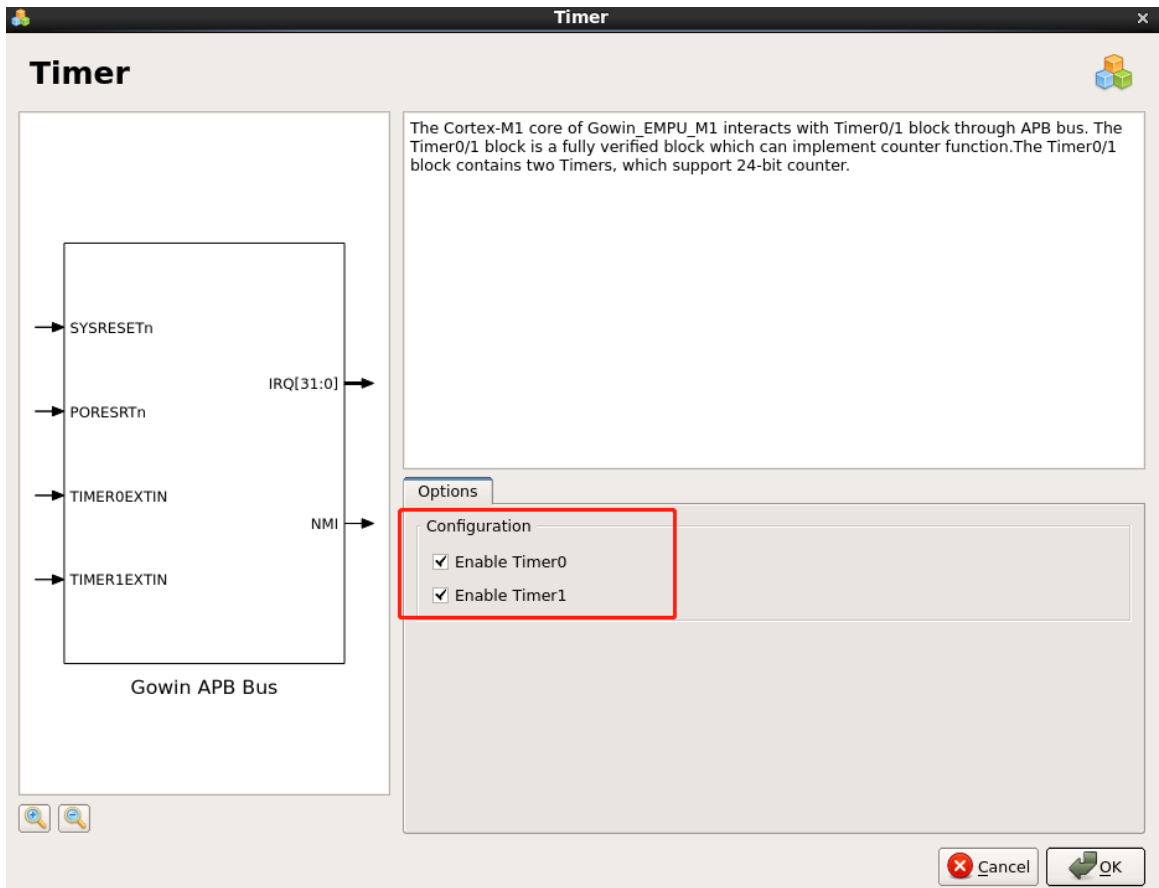 Timer
Timer
The Cortex-M1 core of Gowin_EMPU_M1 interacts with Timer0/1 block through APB bus. The
Timer0/1 block is a fully verified block which can implement counter function.The Timer0/1
block contains two Timers, which support 24-bit counter.
SYSRESETn
IRQ[31:0]
PORESRTn
TIMER0EXTIN
NMI
TIMER1EXTIN
Gowin APB Bus
Options
Configuration
Enable Timer0
Enable Timer1
Cancel
OK